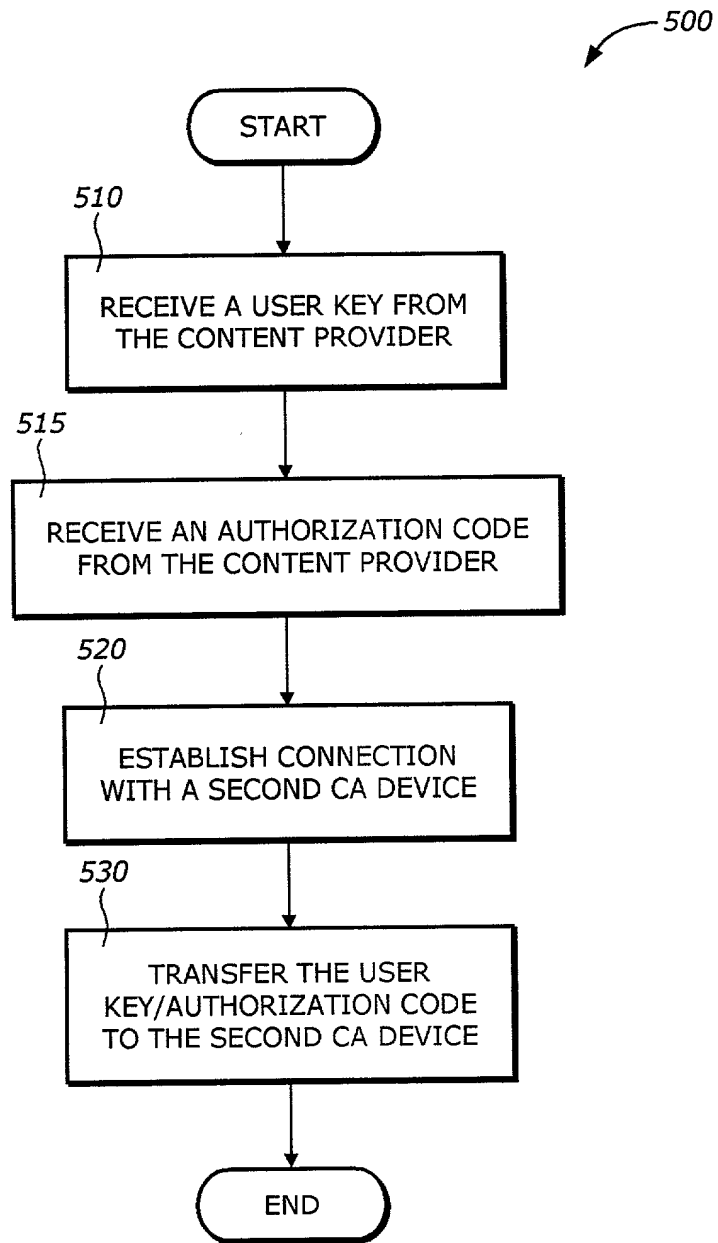 500
START
510
RECEIVE A USER KEY FROM
THE CONTENT PROVIDER
515
RECEIVE AN AUTHORIZATION CODE
FROM THE CONTENT PROVIDER
520
ESTABLISH CONNECTION
WITH A SECOND CA DEVICE
530
TRANSFER THE USER
KEY/AUTHORIZATION CODE
TO THE SECOND CA DEVICE
END